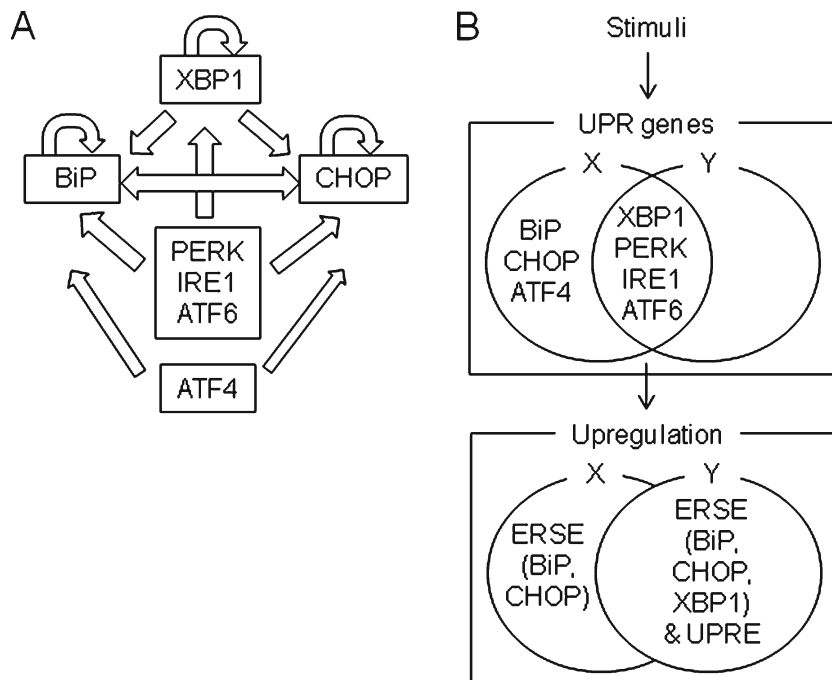 A
XBP1
BiP
CHOP
PERK
IRE1
ATF6
ATF4
B
Stimuli
UPR genes
X
Y
BiP
CHOP
ATF4
XBP1
PERK
IRE1
ATF6
Upregulation
X
Y
ERSE
(BiP,
CHOP)
ERSE
(BiP,
CHOP,
XBP1)
& UPRE